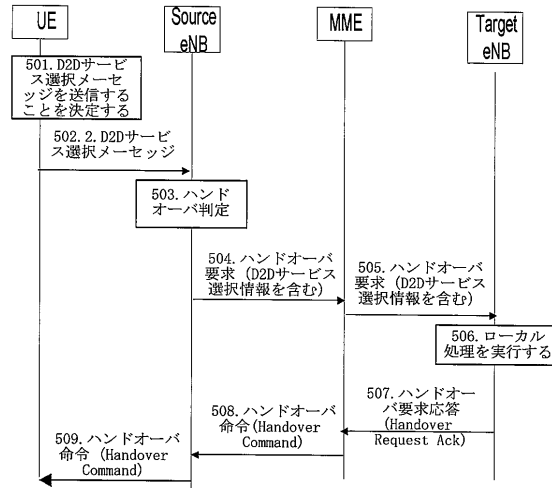 UE
Source
eNB
MME
Target
eNB
501. D2Dサービ
ス選択メーセ
ッジを送信する
ことを決定する
502. 2. D2Dサービ
ス選択メーセッジ
503. ハンド
オーバ判定
504. ハンドオーバ
要求 (D2Dサービス
選択情報を含む)
505. ハンドオーバ
要求 (D2Dサービス
選択情報を含む)
506. ローカル
処理を実行する
507. ハンドオー
バ要求応答
(Handover
Request Ack)
508. ハンドオーバ
命令(Handover
Command)
509. ハンドオーバ
命令(Handover
Command)